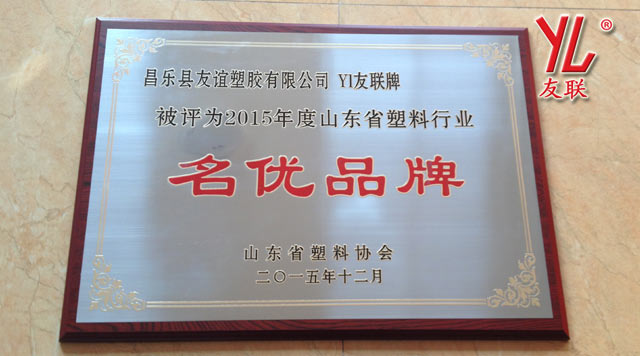 昌乐县友谊塑胶有限公司 YL友联牌
被评为2015年度山东省塑料行业
名优品牌
山东省塑料协会
二〇一五年十二月
YL®
友联